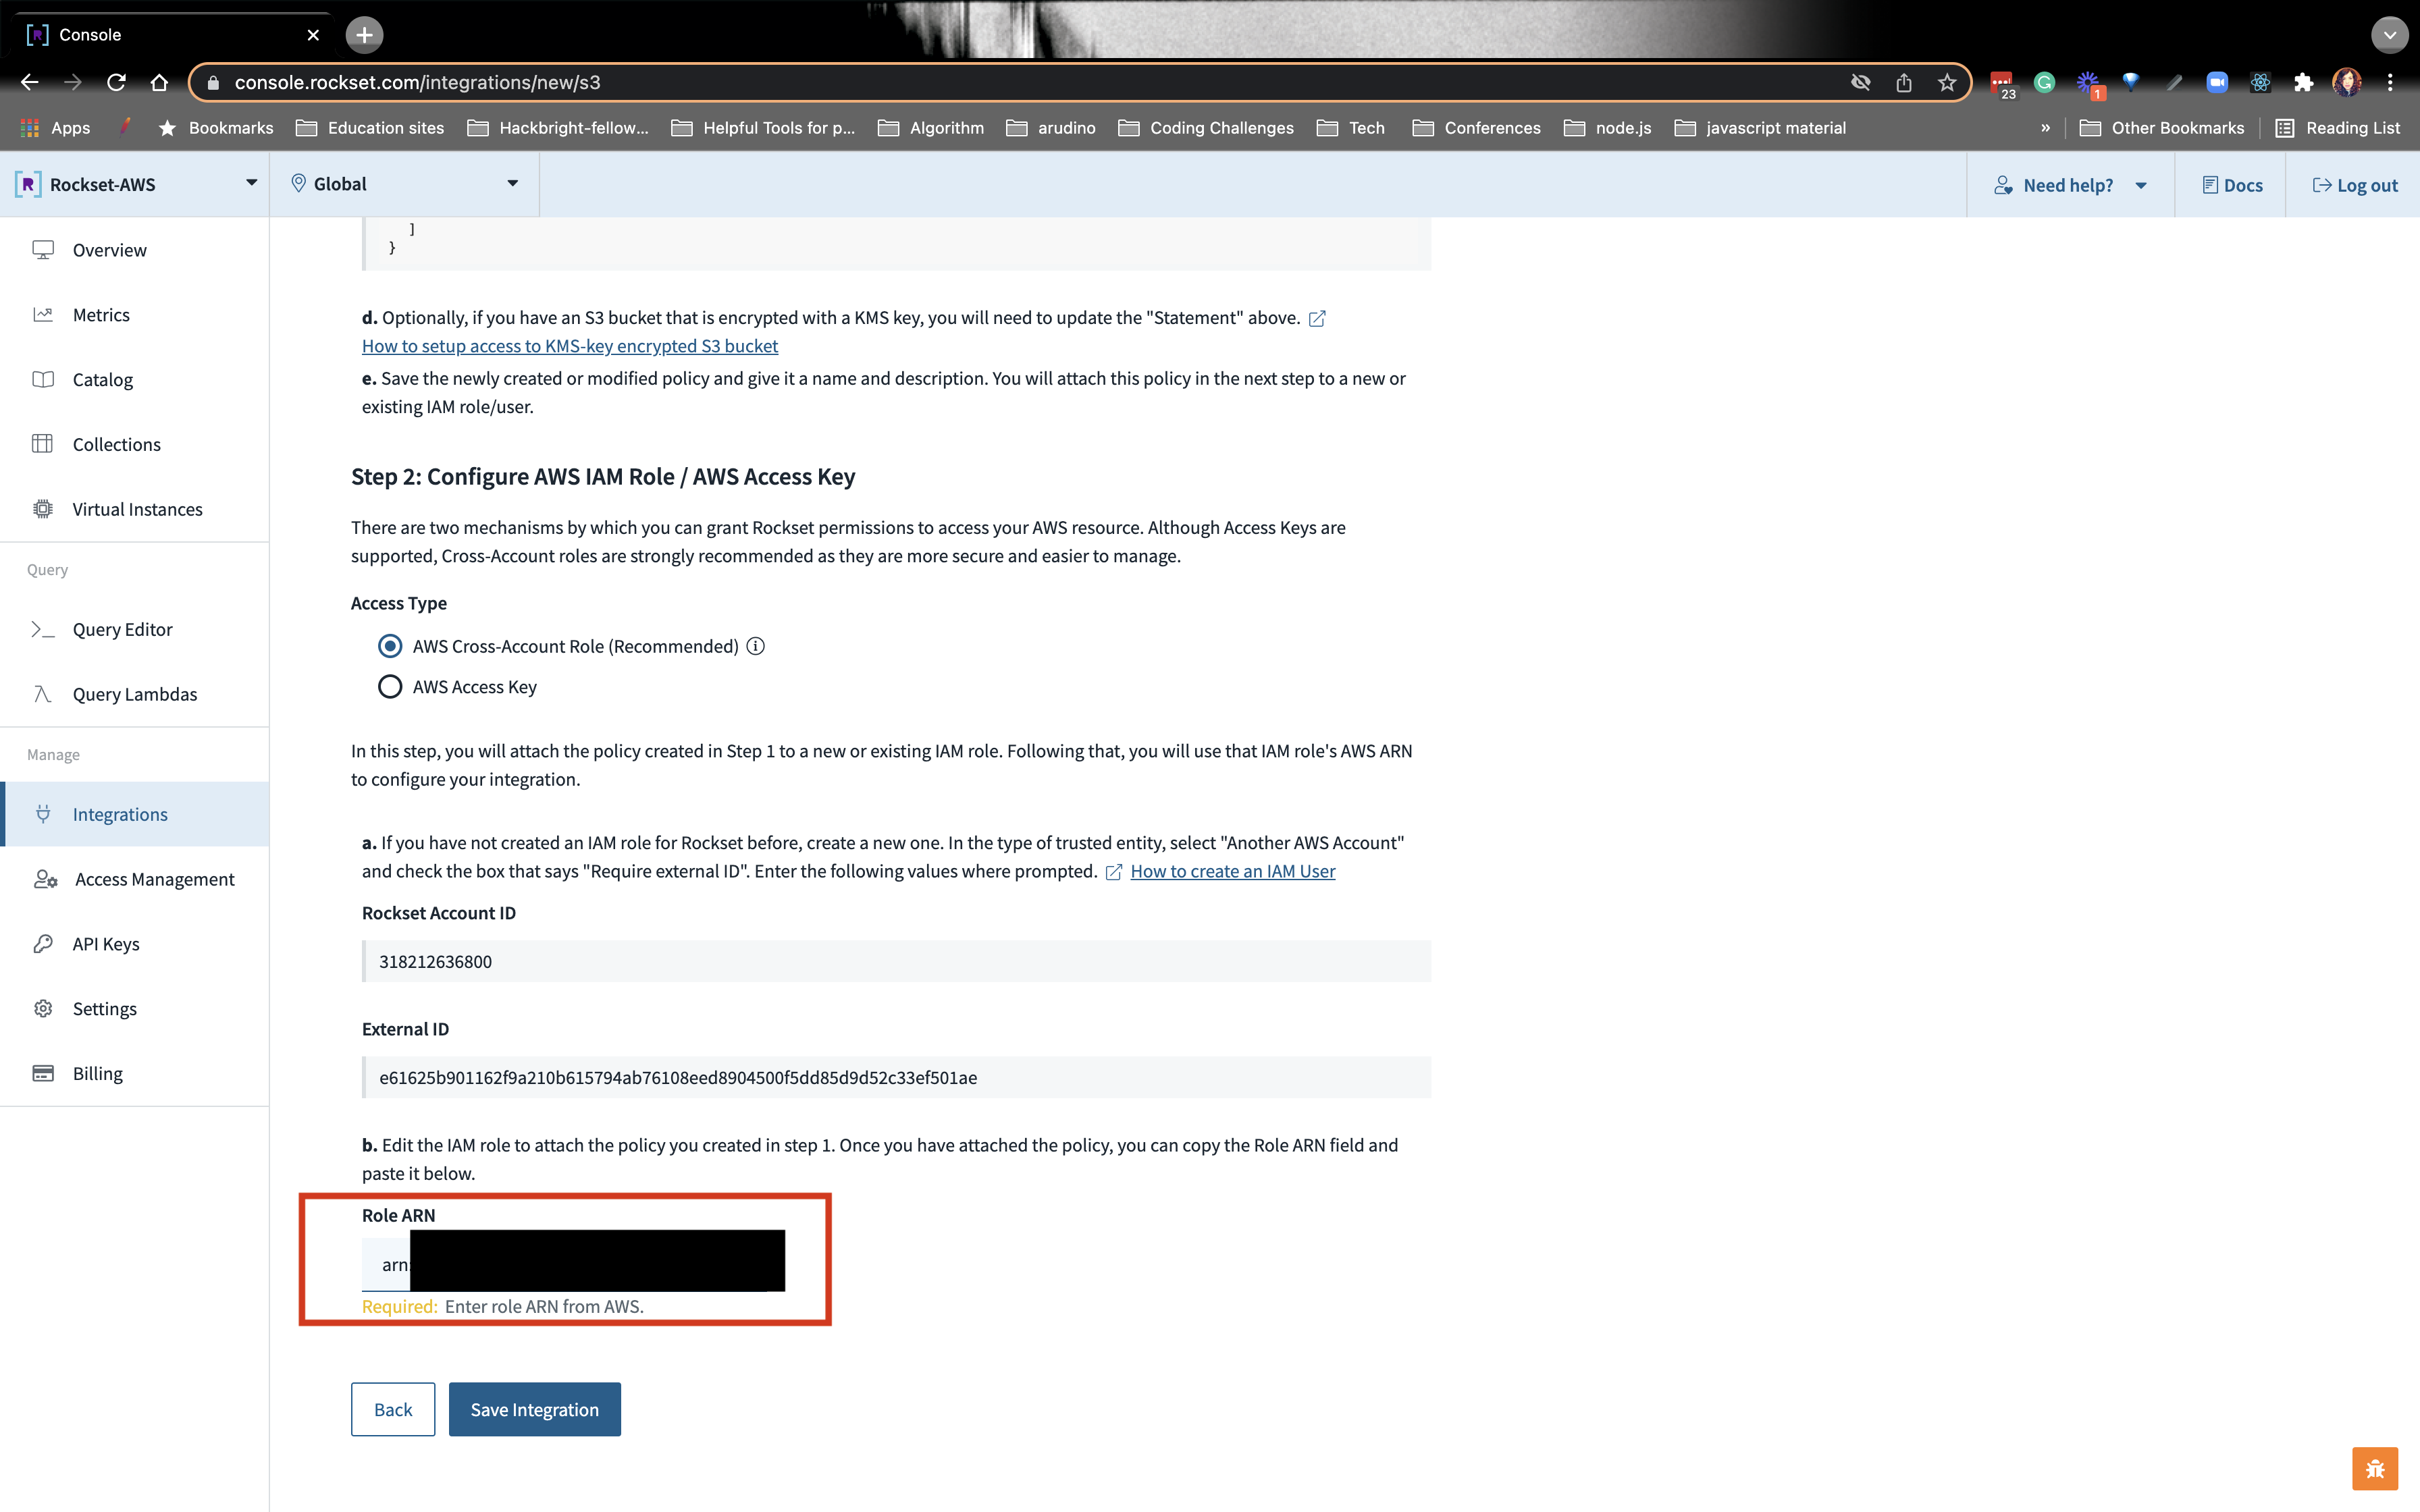 Console
console.rockset.com/integrations/new/s3
23
1
Apps
Bookmarks
Education sites
Hackbright-fellow...
Helpful Tools for p...
Algorithm
arudino
Coding Challenges
Tech
Conferences
node.js
javascript material
»
Other Bookmarks
Reading List
R
Rockset-AWS
Global
Need help?
Docs
Log out
Overview
Metrics
Catalog
Collections
Virtual Instances
Query
Query Editor
Query Lambdas
Manage
Integrations
Access Management
API Keys
Settings
Billing
]
}
d. Optionally, if you have an S3 bucket that is encrypted with a KMS key, you will need to update the "Statement" above.
How to setup access to KMS-key encrypted S3 bucket
e. Save the newly created or modified policy and give it a name and description. You will attach this policy in the next step to a new or
existing IAM role/user.
Step 2: Configure AWS IAM Role / AWS Access Key
There are two mechanisms by which you can grant Rockset permissions to access your AWS resource. Although Access Keys are
supported, Cross-Account roles are strongly recommended as they are more secure and easier to manage.
Access Type
AWS Cross-Account Role (Recommended)
AWS Access Key
In this step, you will attach the policy created in Step 1 to a new or existing IAM role. Following that, you will use that IAM role's AWS ARN
to configure your integration.
a. If you have not created an IAM role for Rockset before, create a new one. In the type of trusted entity, select "Another AWS Account"
and check the box that says "Require external ID". Enter the following values where prompted. How to create an IAM User
Rockset Account ID
318212636800
External ID
e61625b901162f9a210b615794ab76108eed8904500f5dd85d9d52c33ef501ae
b. Edit the IAM role to attach the policy you created in step 1. Once you have attached the policy, you can copy the Role ARN field and
paste it below.
Role ARN
arn:
Required: Enter role ARN from AWS.
Back
Save Integration